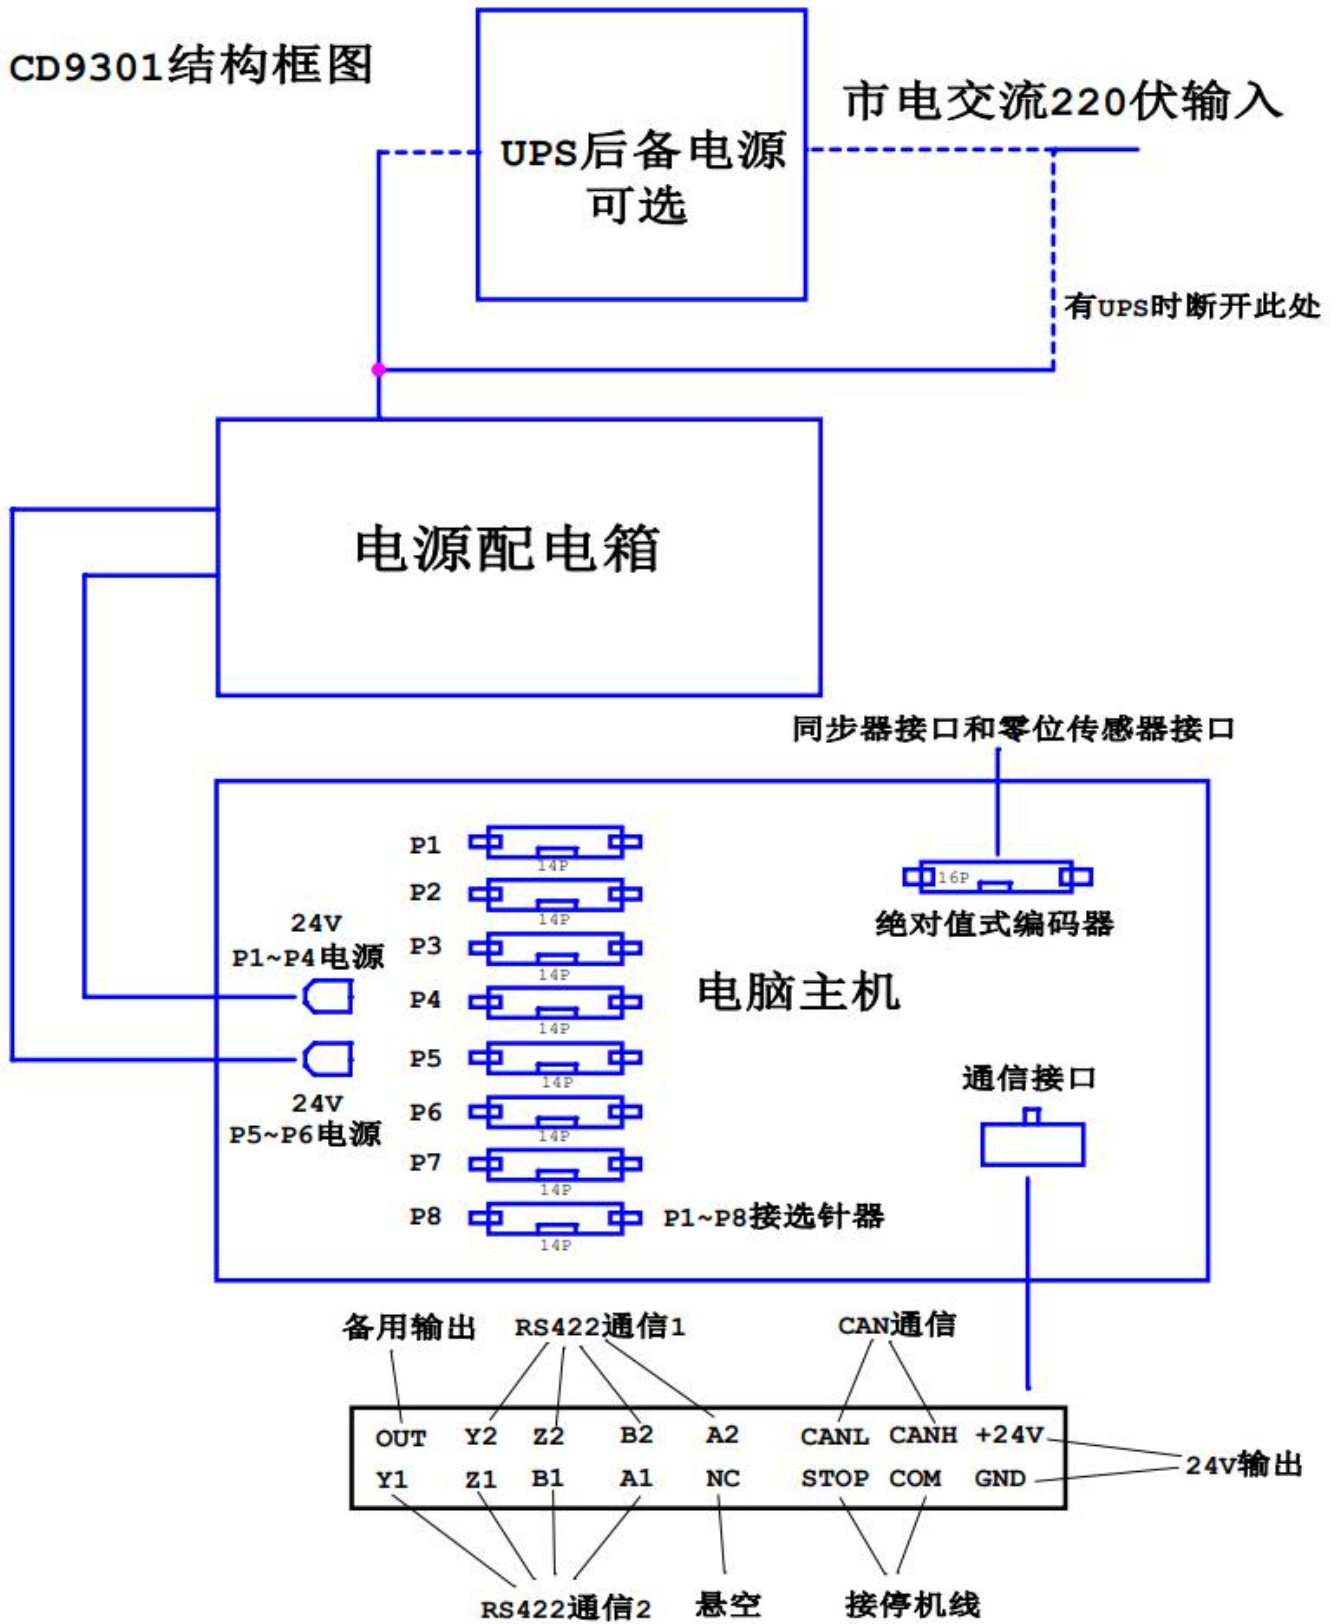 CD9301结构框图
UPS后备电源
可选
市电交流220伏输入
有UPS时断开此处
电源配电箱
同步器接口和零位传感器接口
P1
14P
P2
14P
P3
14P
P4
14P
P5
14P
P6
14P
P7
14P
P8
14P
24V
P1~P4电源
24V
P5~P6电源
16P
绝对值式编码器
电脑主机
通信接口
P1~P8接选针器
备用输出 RS422通信1 CAN通信
OUT Y2 Z2 B2 A2 CANL CANH +24V
Y1 Z1 B1 A1 NC STOP COM GND
24V输出
RS422通信2 悬空 接停机线